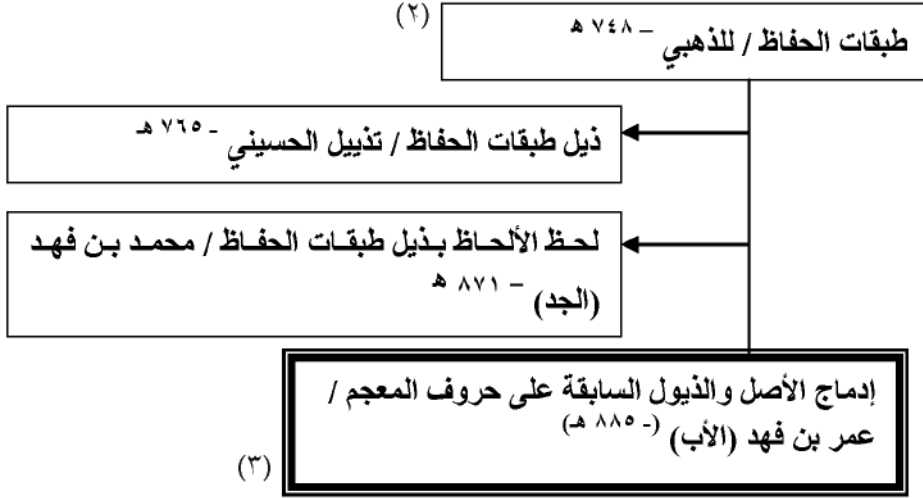 (٢)
طبقات الحفاظ / للذهبي – ٧٤٨ هـ
ذيل طبقات الحفاظ / تذييل الحسيني - ٧٦٥ هـ
لحظ الألحاظ بذيل طبقات الحفاظ / محمد بن فهد
(الجد) – ٨٧١ هـ
إدماج الأصل والذيول السابقة على حروف المعجم /
عمر بن فهد (الأب) (- ٨٨٥ هـ)
(٣)